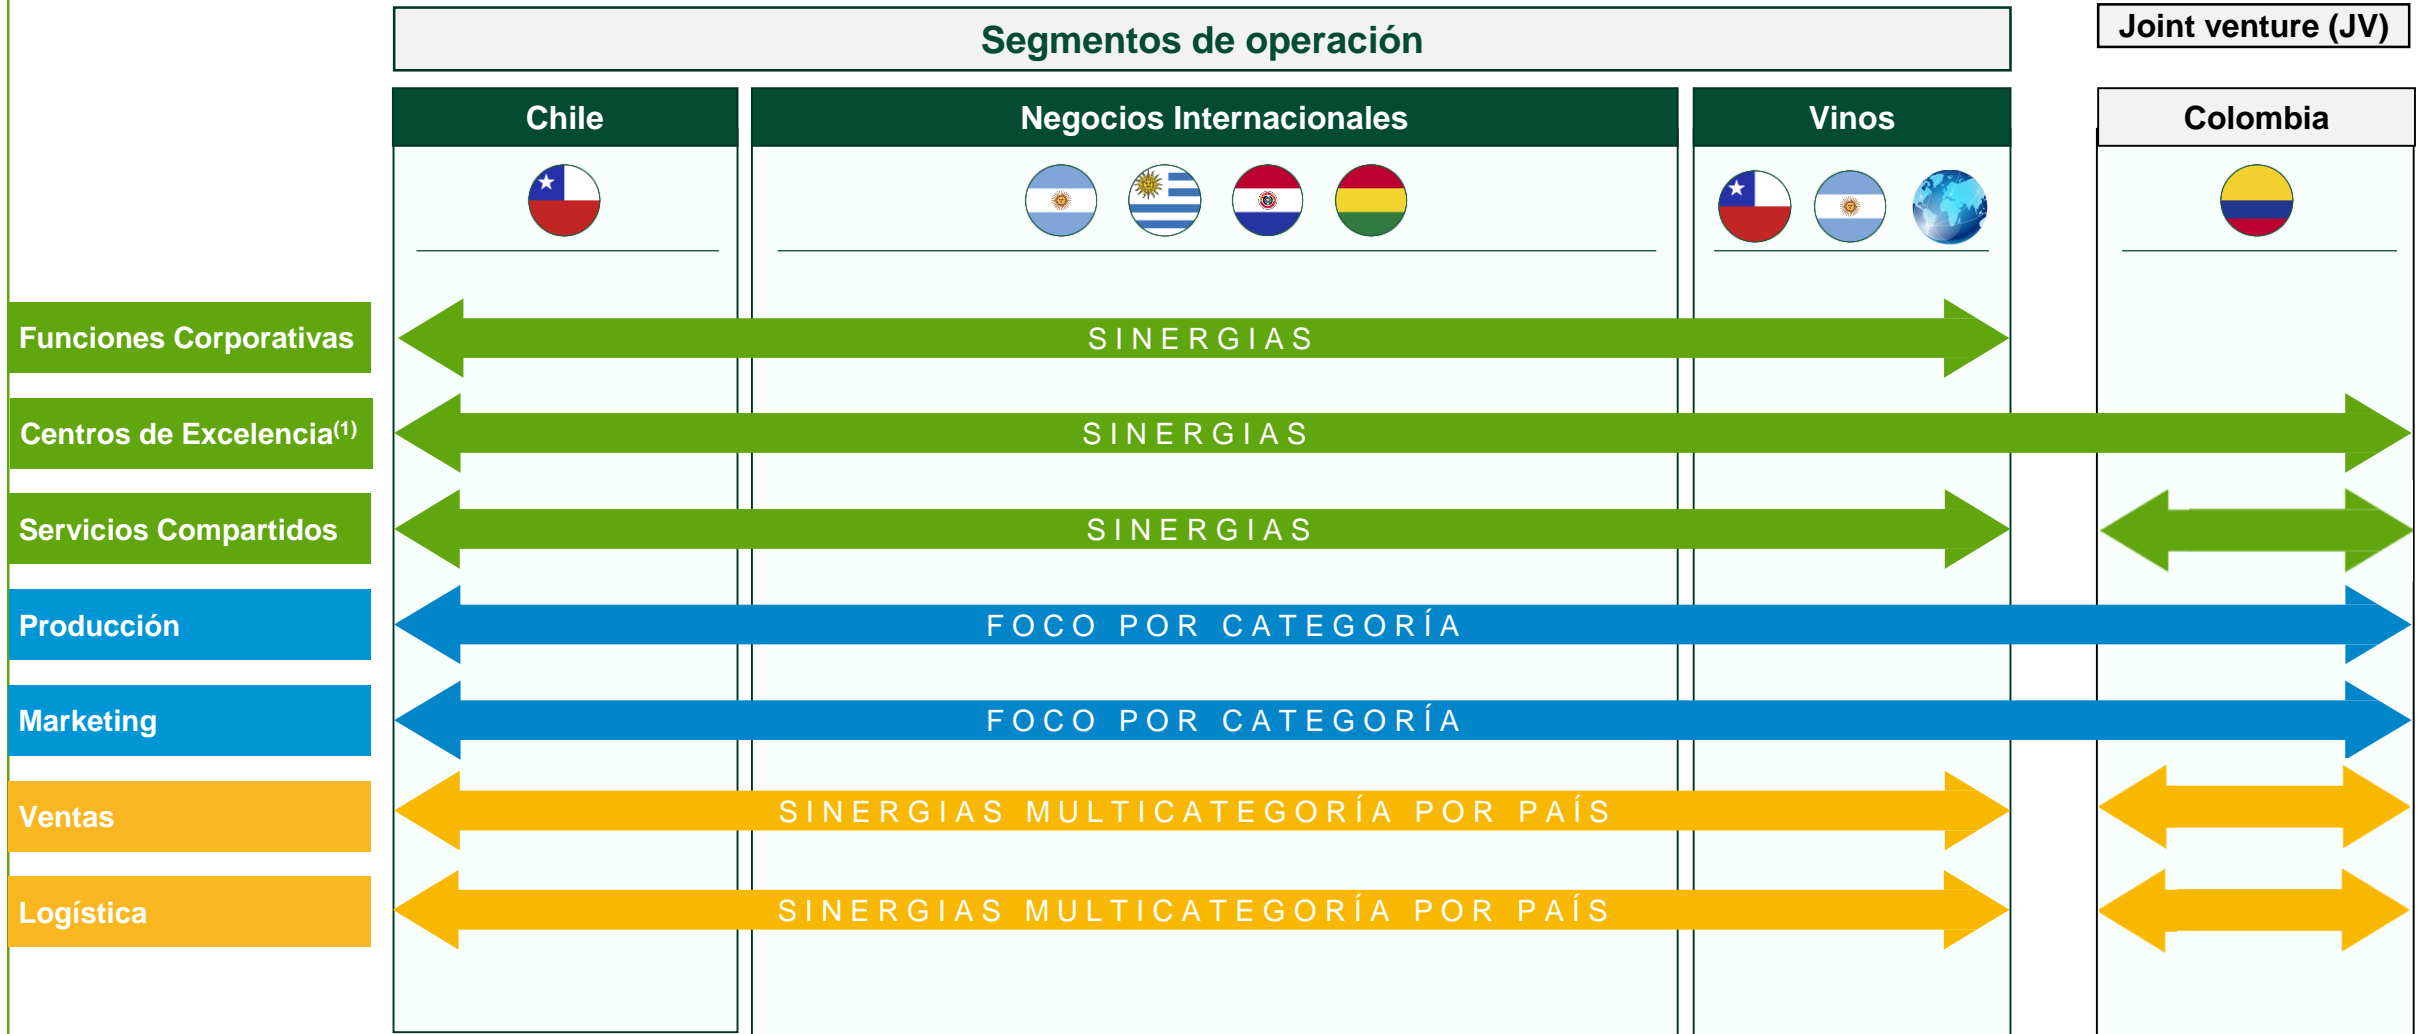 Segmentos de operación
Joint venture (JV)
Chile
Negocios Internacionales
Vinos
Colombia
Funciones Corporativas
SINERGIAS
Centros de Excelencia(1)
SINERGIAS
Servicios Compartidos
SINERGIAS
Producción
FOCO POR CATEGORÍA
Marketing
FOCO POR CATEGORÍA
Ventas
SINERGIAS MULTICATEGORÍA POR PAÍS
Logística
SINERGIAS MULTICATEGORÍA POR PAÍS